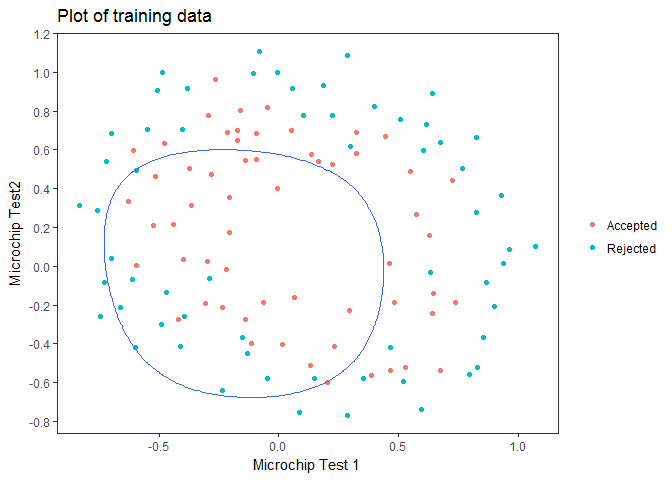 Plot of training data
1.2
1.0
0.8
0.6
0.4
0.2
0.0
-0.2
-0.4
-0.6
-0.8
Microchip Test2
-0.5 0.0 0.5 1.0
Microchip Test 1
Accepted
Rejected